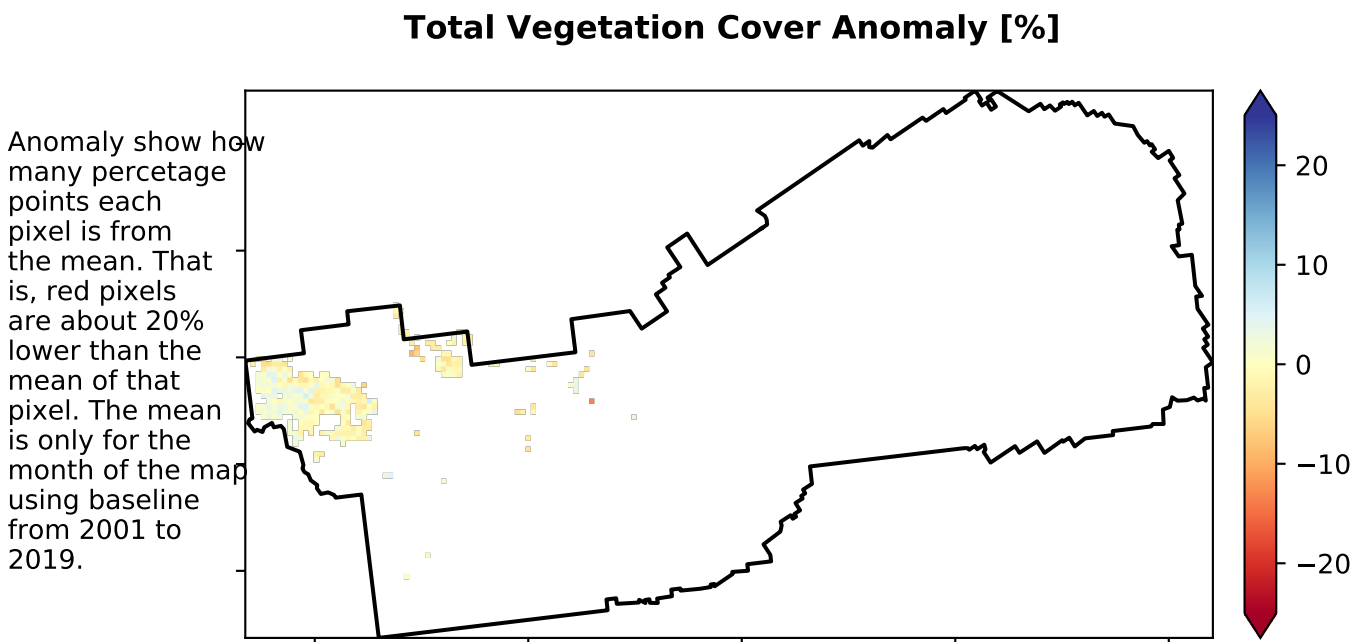 Total Vegetation Cover Anomaly [%]
Anomaly show how
many percetage
points each
pixel is from
the mean. That
is, red pixels
are about 20%
lower than the
mean of that
pixel. The mean
is only for the
month of the map
using baseline
from 2001 to
2019.
20
10
0
−10
−20